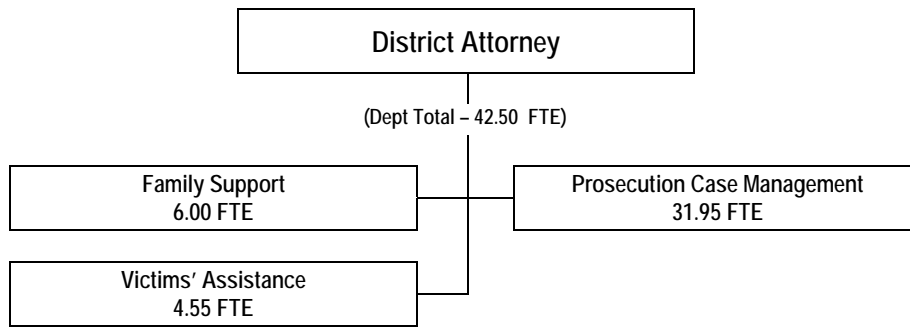 District Attorney
(Dept Total – 42.50 FTE)
Family Support
6.00 FTE
Prosecution Case Management
31.95 FTE
Victims’ Assistance
4.55 FTE